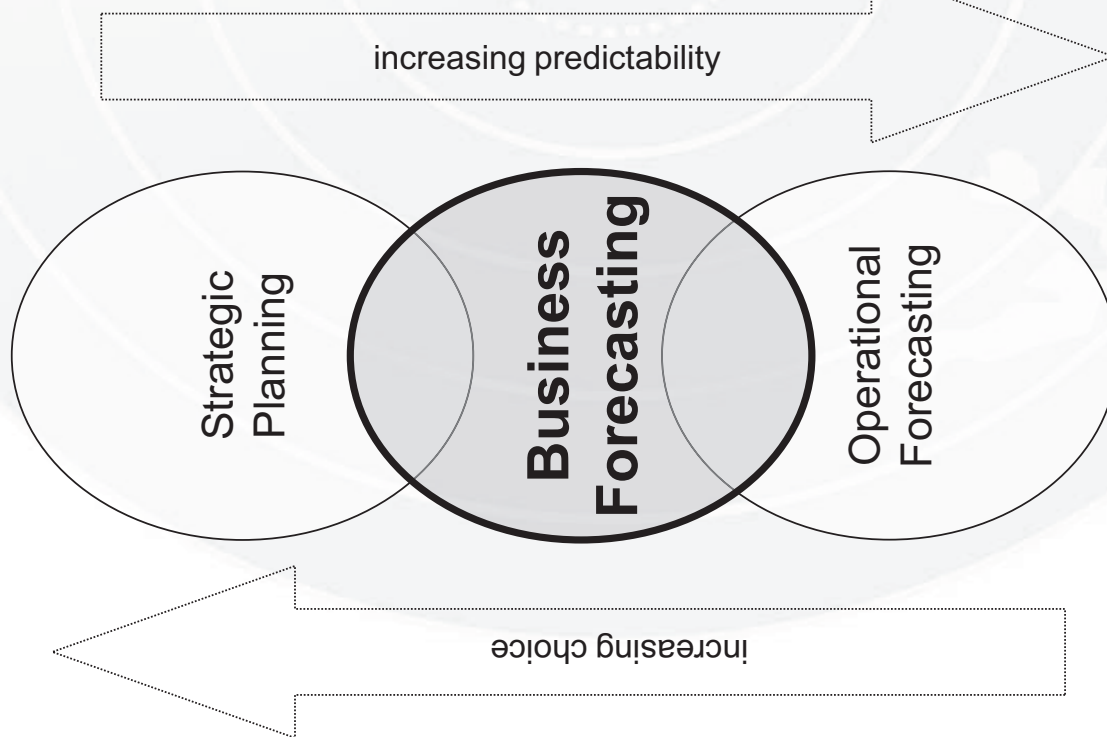 increasing predictability
Strategic
Planning
Business
Forecasting
Operational
Forecasting
increasing choice